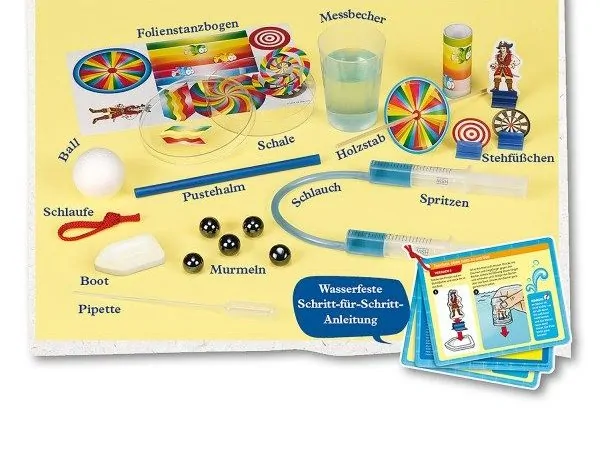 Messbecher
Folienstanzbogen
Ball
Schale
Holzstab
Stehfüßchen
Pustehalm
Schlauch
Spritzen
Schlaufe
Boot
Murmeln
Pipette
Wasserfeste
Schritt-für-Schritt-
Anleitung